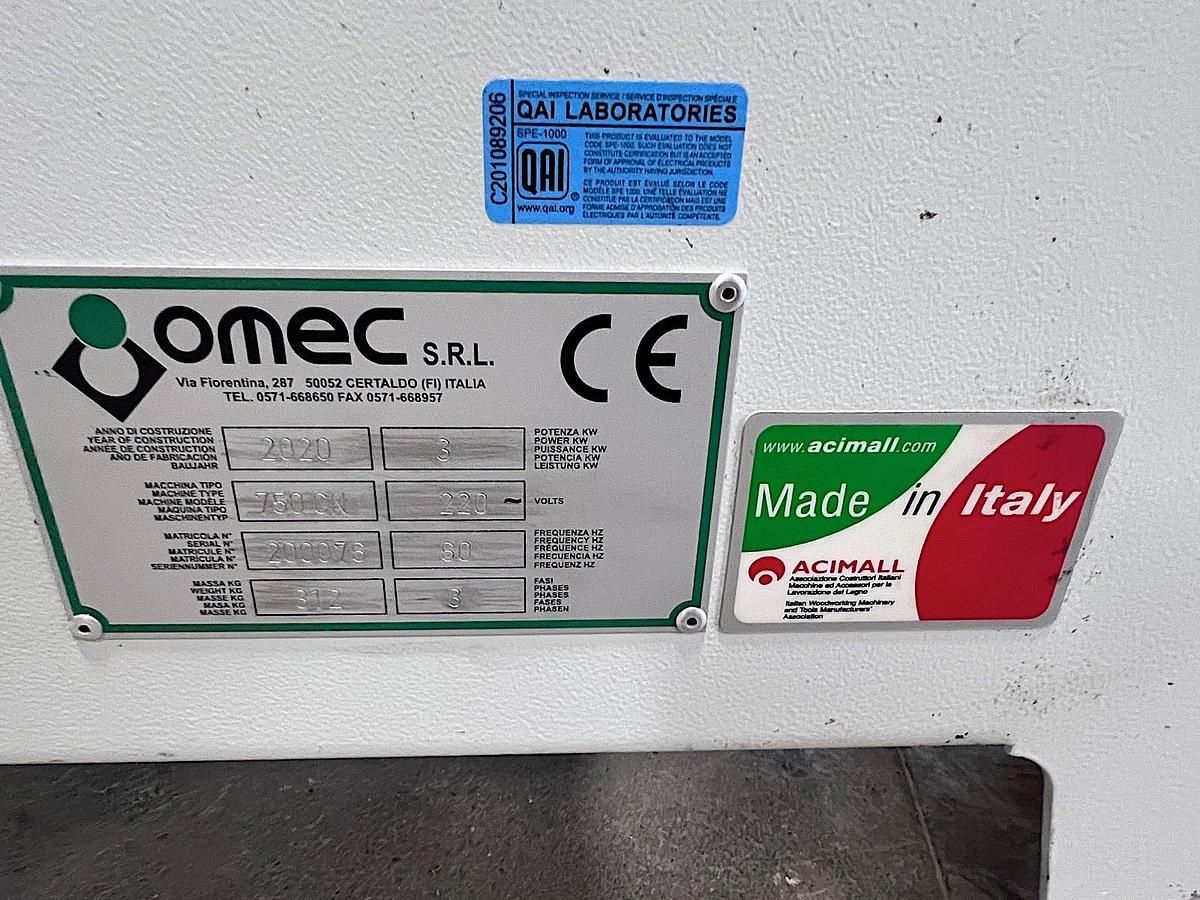 C201089206
SPECIAL INSPECTION SERVICE / SERVICE D'INSPECTION SPÉCIALE
QAI LABORATORIES
SPE-1000
QAI
®
www.qai.org
THIS PRODUCT IS EVALUATED TO THE MODEL
CODE SPE-1000. SUCH EVALUATION DOES NOT
CONSTITUTE CERTIFICATION BUT IS AN ACCEPTED
FORM OF APPROVAL OF ELECTRICAL PRODUCTS
BY THE AUTHORITY HAVING JURISDICTION.
CE PRODUIT EST ÉVALUÉ SELON LE CODE
MODÈLE SPE 1000. UNE TELLE ÉVALUATION NE
CONSTITUE PAS LA CERTIFICATION MAIS EST UNE
FORME ADMISE D'APPROBATION DES PRODUITS
ÉLECTRIQUES PAR L'AUTORITÉ COMPÉTENTE.
omec S.R.L.
CE
Via Fiorentina, 287 50052 CERTALDO (FI) ITALIA
TEL. 0571-668650 FAX 0571-668957
ANNO DI COSTRUZIONE
YEAR OF CONSTRUCTION
ANNÉE DE CONSTRUCTION
AÑO DE FABRICACIÓN
BAUJAHR
2020
3
POTENZA KW
POWER KW
PUISSANCE KW
POTENCIA KW
LEISTUNG KW
MACCHINA TIPO
MACHINE TYPE
MACHINE MODÈLE
MÁQUINA TIPO
MASCHINENTYP
750 CN
220 ~
VOLTS
MATRICOLA N°
SERIAL N°
MATRICULE N°
MATRÍCULA N°
SERIENNUMMER N°
200076
60
FREQUENZA HZ
FREQUENCY HZ
FRÉQUENCE HZ
FRECUENCIA HZ
FREQUENZ HZ
MASSA KG
WEIGHT KG
MASSE KG
MASA KG
MASSE KG
312
3
FASI
PHASES
PHASES
FASES
PHASEN
www.acimall.com
Made in Italy
ACIMALL
Associazione Costruttori Italiani
Macchine ed Accessori per la
Lavorazione del Legno
Italian Woodworking Machinery
and Tools Manufacturers'
Association